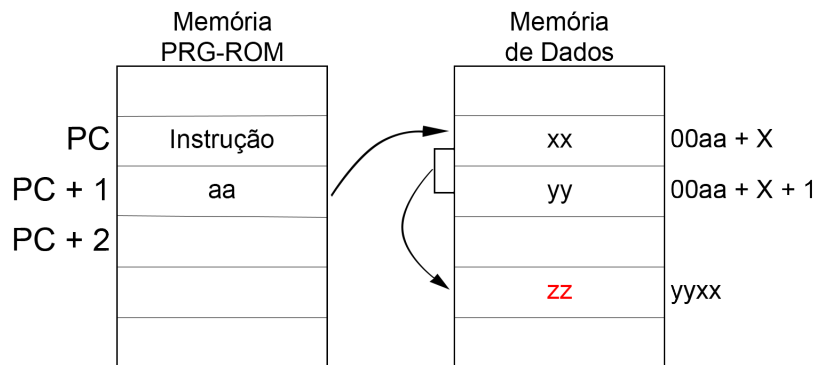 Memória
PRG-ROM
Memória
de Dados
PC
Instrução
xx
00aa + X
PC + 1
aa
yy
00aa + X + 1
PC + 2
zz
yyxx